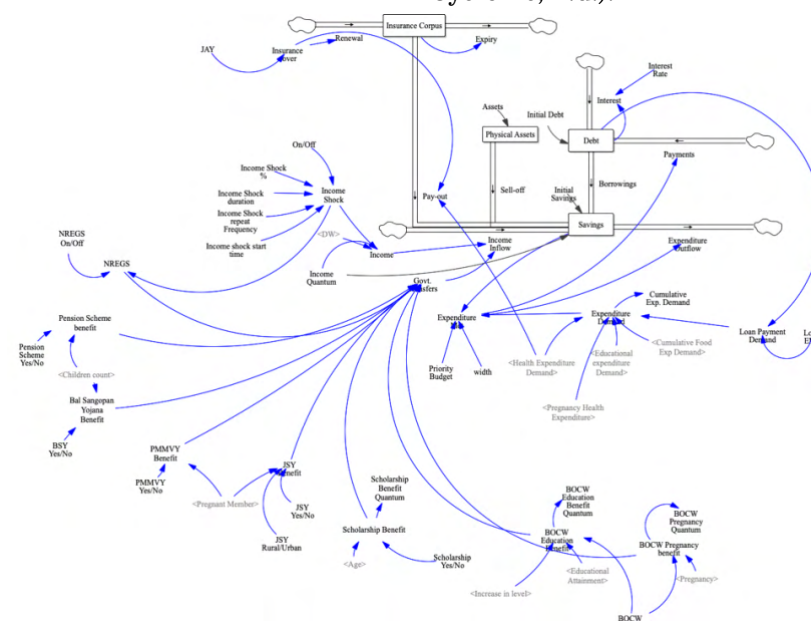 Insurance Corpus
JAY
Insurance
Renewal
Expiry
Interest
Rate
Interest
Assets
Initial Debt
Physical Assets
Debt
Payments
On/Off
Income Shock
%
Income Shock
duration
Income Shock
repeat
Frequency
Income shock start
time
Income
Shock
Pay-out
Sell-off
Initial
Savings
Borrowings
Savings
NREGS
On/Off
NREGS
<DW>
Income
Income
Inflow
Expenditure
Outflow
Income
Quantum
Govt.
Cumulative
Exp. Demand
Pension Scheme
benefit
Expenditure
Expenditure
Loan Payment
Demand
Pension
Scheme
Yes/No
<Children count>
Priority
Budget
width
<Health Expenditure
Demand>
<Educational
expenditure
Demand>
<Cumulative Food
Exp Demand>
Bal Sangopan
Yojana
Benefit
<Pregnancy Health
Expenditure>
BSY
Yes/No
PMMVY
Benefit
PMMVY
Yes/No
<Pregnant Member>
JSY
JSY
Yes/No
JSY
Rural/Urban
Scholarship
Benefit
Quantum
Scholarship Benefit
<Age>
Scholarship
Yes/No
BOCW
Education
Benefit
Quantum
BOCW
Education
BOCW
Pregnancy
Quantum
BOCW Pregnancy
benefit
<Educational
Attainment>
<Pregnancy>
<Increase in level>
BOCW